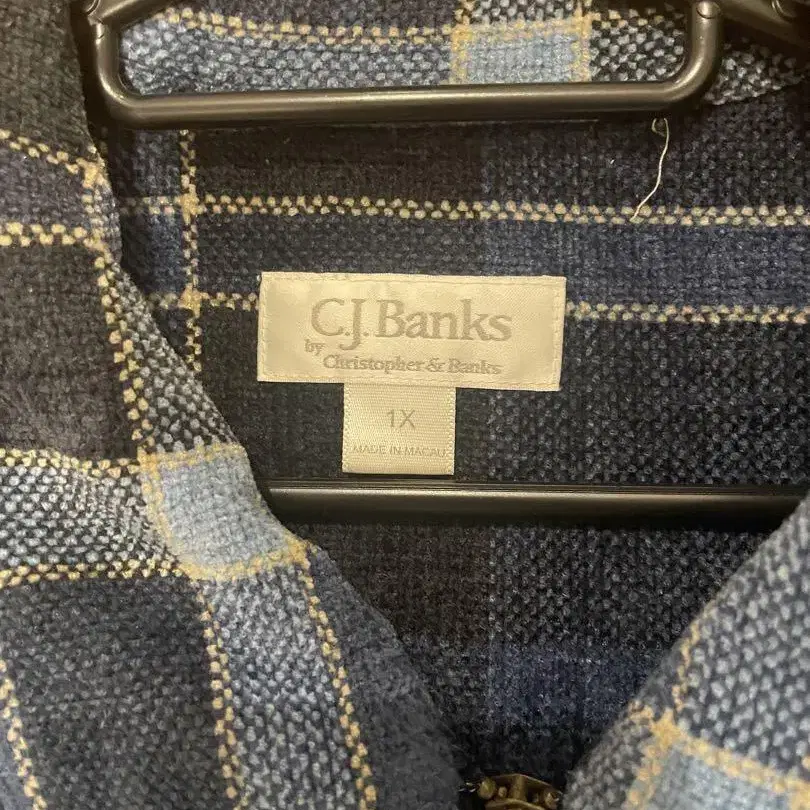 C.J. Banks
by Christopher & Banks
1X
MADE IN MACAU